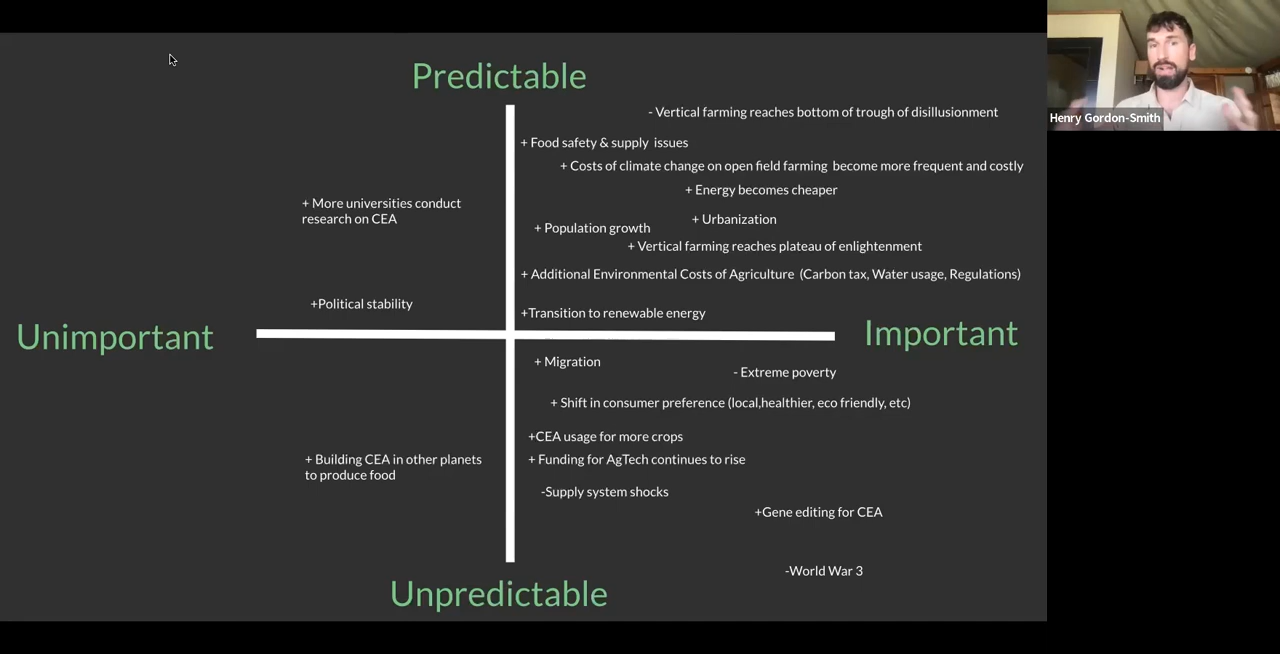 Predictable
- Vertical farming reaches bottom of trough of disillusionment
Henry Gordon-Smith
+ Food safety & supply issues
+ Costs of climate change on open field farming become more frequent and costly
+ Energy becomes cheaper
+ More universities conduct
research on CEA
+ Urbanization
+ Population growth
+ Vertical farming reaches plateau of enlightenment
+ Additional Environmental Costs of Agriculture (Carbon tax, Water usage, Regulations)
+Political stability
+Transition to renewable energy
Unimportant
Important
+ Migration
- Extreme poverty
+ Shift in consumer preference (local,healthier, eco friendly, etc)
+CEA usage for more crops
+ Building CEA in other planets
to produce food
+ Funding for AgTech continues to rise
-Supply system shocks
+Gene editing for CEA
-World War 3
Unpredictable